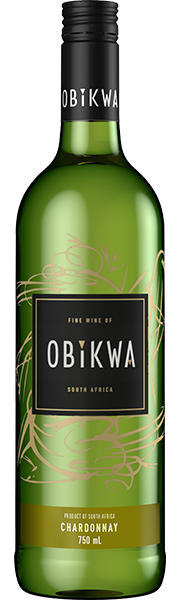 OBiKWA
FINE WINE OF
OBiKWA
SOUTH AFRICA
PRODUCT OF SOUTH AFRICA
CHARDONNAY
750 mL